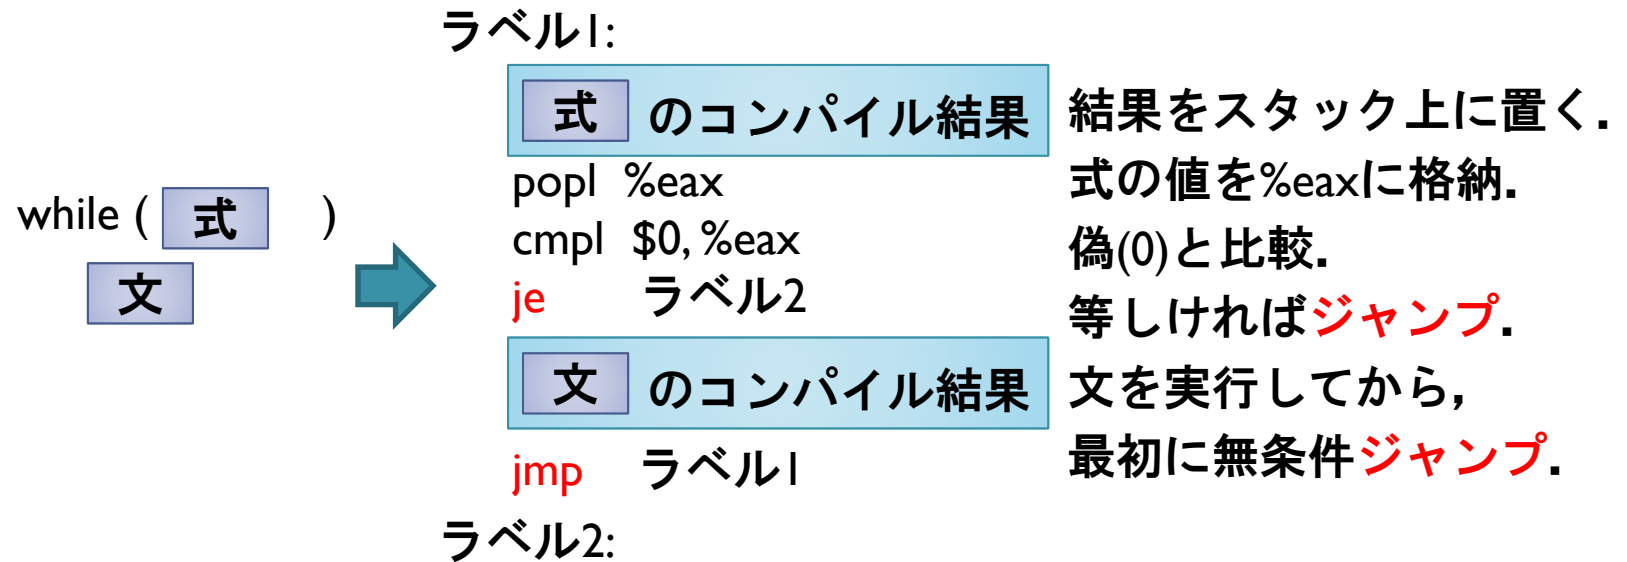 while ( 式 )
文
ラベル1:
式 のコンパイル結果
popl %eax
cmpl $0, %eax
je ラベル2
文 のコンパイル結果
jmp ラベル1
ラベル2:
結果をスタック上に置く.
式の値を%eaxに格納.
偽(0)と比較.
等しければジャンプ.
文を実行してから,
最初に無条件ジャンプ.